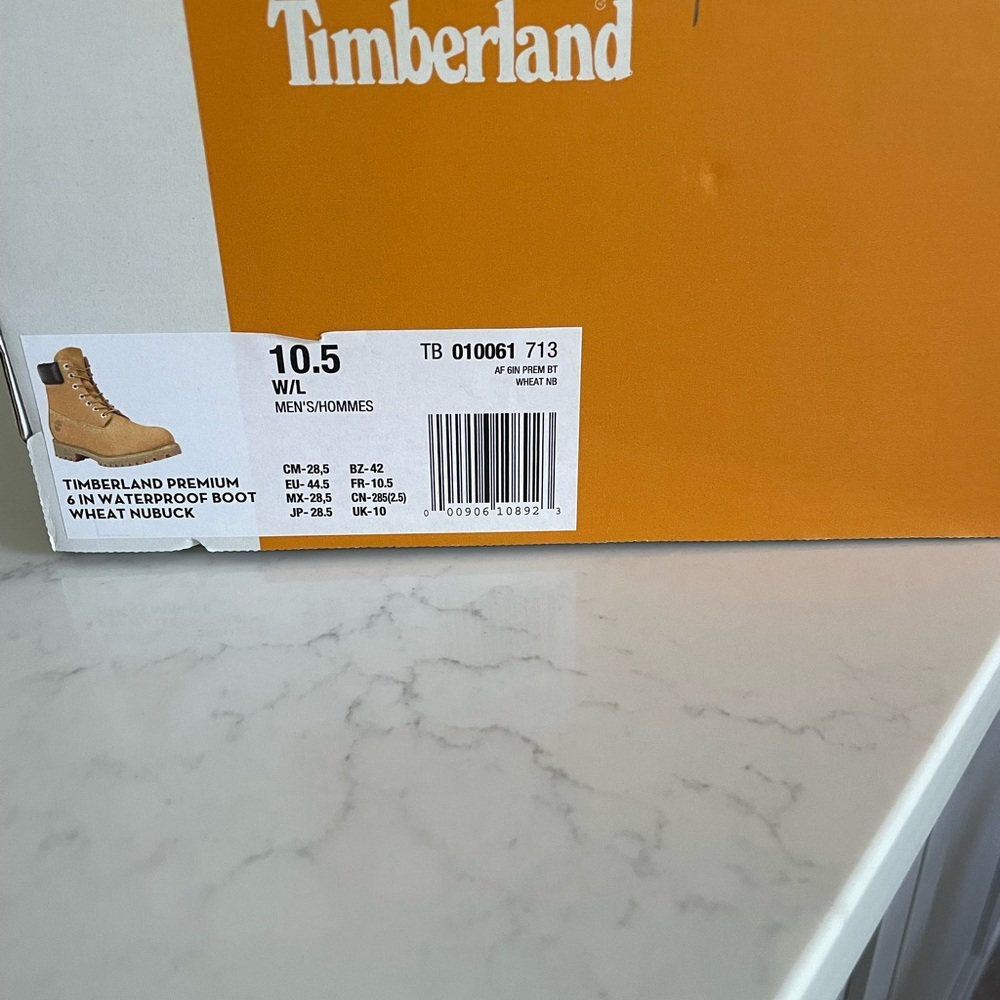 Timberland®
10.5
W/L
MEN'S/HOMMES
TB 010061 713
AF 6IN PREM BT
WHEAT NB
TIMBERLAND PREMIUM
6 IN WATERPROOF BOOT
WHEAT NUBUCK
CM-28,5 BZ-42
EU- 44.5 FR-10.5
MX-28,5 CN-285(2.5)
JP- 28.5 UK-10
0 00906 10892 3